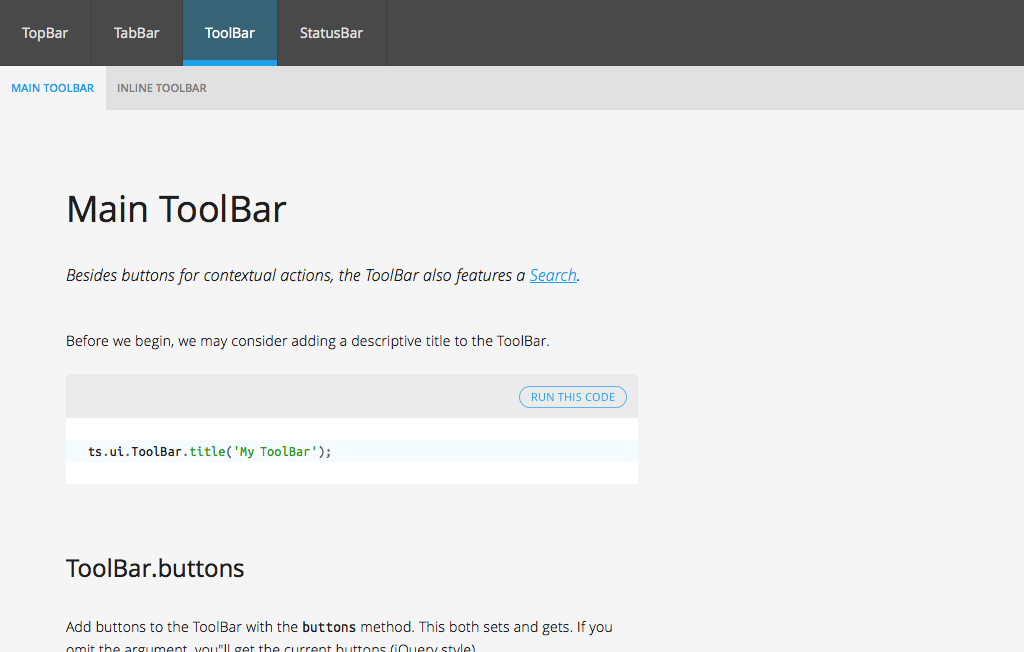 TopBar TabBar ToolBar StatusBar
MAIN TOOLBAR INLINE TOOLBAR
Main ToolBar
Besides buttons for contextual actions, the ToolBar also features a Search.
Before we begin, we may consider adding a descriptive title to the ToolBar.
RUN THIS CODE
ts.ui.ToolBar.title('My ToolBar');
ToolBar.buttons
Add buttons to the ToolBar with the buttons method. This both sets and gets. If you
omit the argument, you"ll get the current buttons (jQuery style).